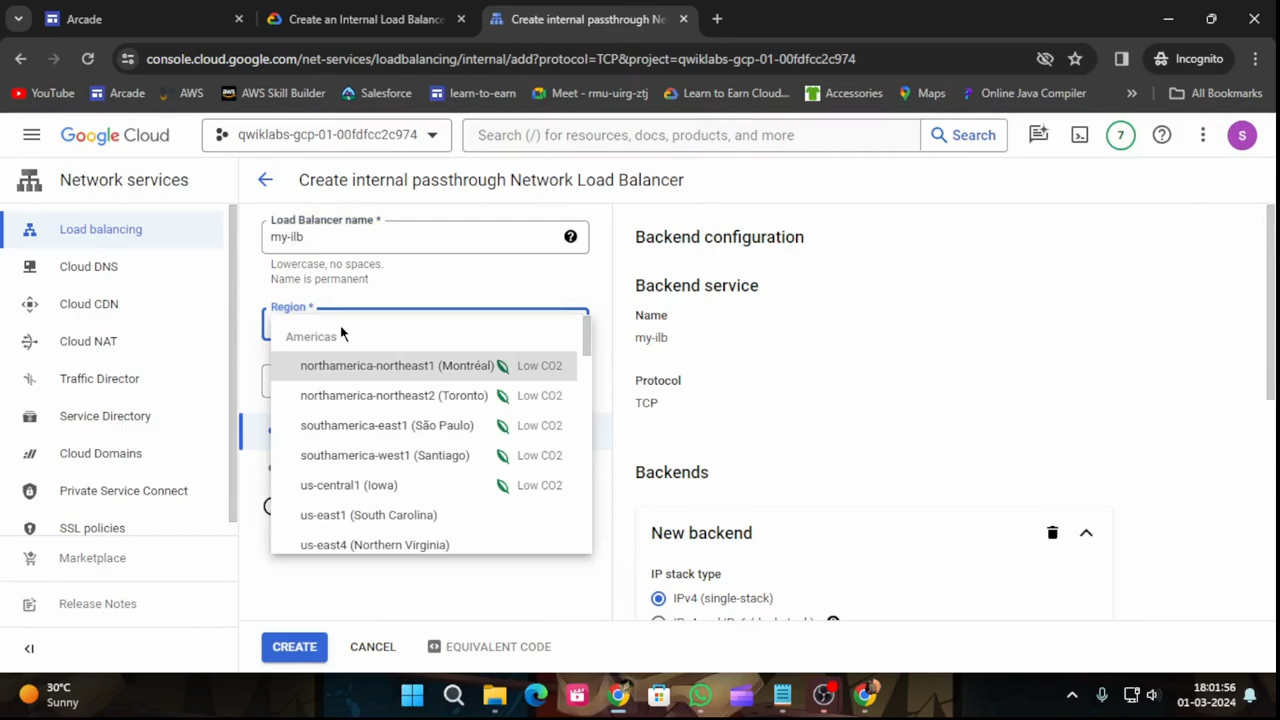 Arcade
Create an Internal Load Balance
Create internal passthrough Ne
console.cloud.google.com/net-services/loadbalancing/internal/add?protocol=TCP&project=qwiklabs-gcp-01-00fdfcc2c974
Incognito
YouTube
Arcade
AWS
AWS Skill Builder
Salesforce
learn-to-earn
Meet - rmu-uirg-ztj
Learn to Earn Cloud...
Accessories
Maps
Online Java Compiler
All Bookmarks
Google Cloud
qwiklabs-gcp-01-00fdfcc2c974
Search (/) for resources, docs, products, and more
Search
7
S
Network services
Create internal passthrough Network Load Balancer
Load balancing
Cloud DNS
Cloud CDN
Cloud NAT
Traffic Director
Service Directory
Cloud Domains
Private Service Connect
SSL policies
Marketplace
Release Notes
Load Balancer name *
my-ilb
Lowercase, no spaces.
Name is permanent
Region *
Americas
northamerica-northeast1 (Montréal) Low CO2
northamerica-northeast2 (Toronto) Low CO2
southamerica-east1 (São Paulo) Low CO2
southamerica-west1 (Santiago) Low CO2
us-central1 (Iowa) Low CO2
us-east1 (South Carolina)
us-east4 (Northern Virginia)
CREATE
CANCEL
EQUIVALENT CODE
Backend configuration
Backend service
Name
my-ilb
Protocol
TCP
Backends
New backend
IP stack type
IPv4 (single-stack)
30°C
Sunny
18:01:56
01-03-2024